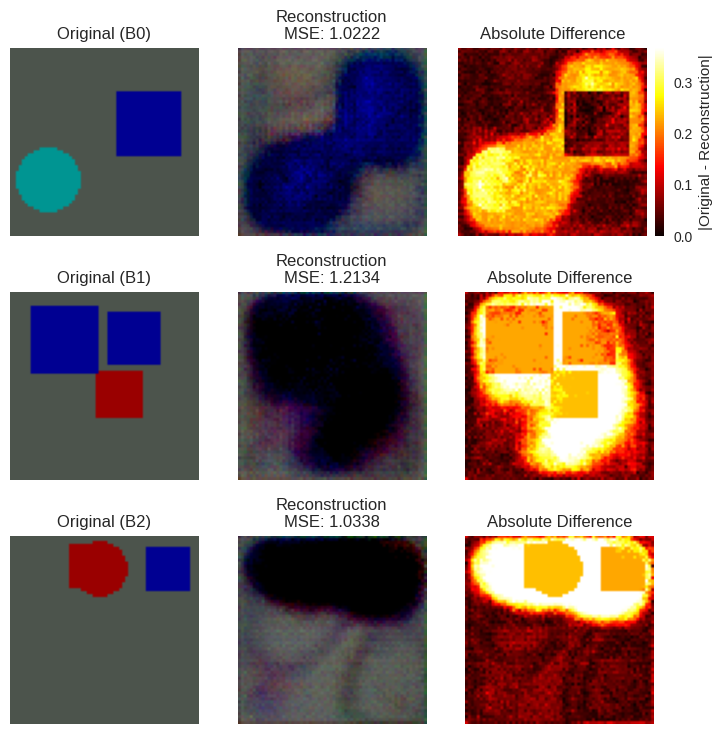 Original (B0)
Reconstruction
MSE: 1.0222
Absolute Difference
0.3
0.2
0.1
0.0
|Original - Reconstruction|
Original (B1)
Reconstruction
MSE: 1.2134
Absolute Difference
Original (B2)
Reconstruction
MSE: 1.0338
Absolute Difference